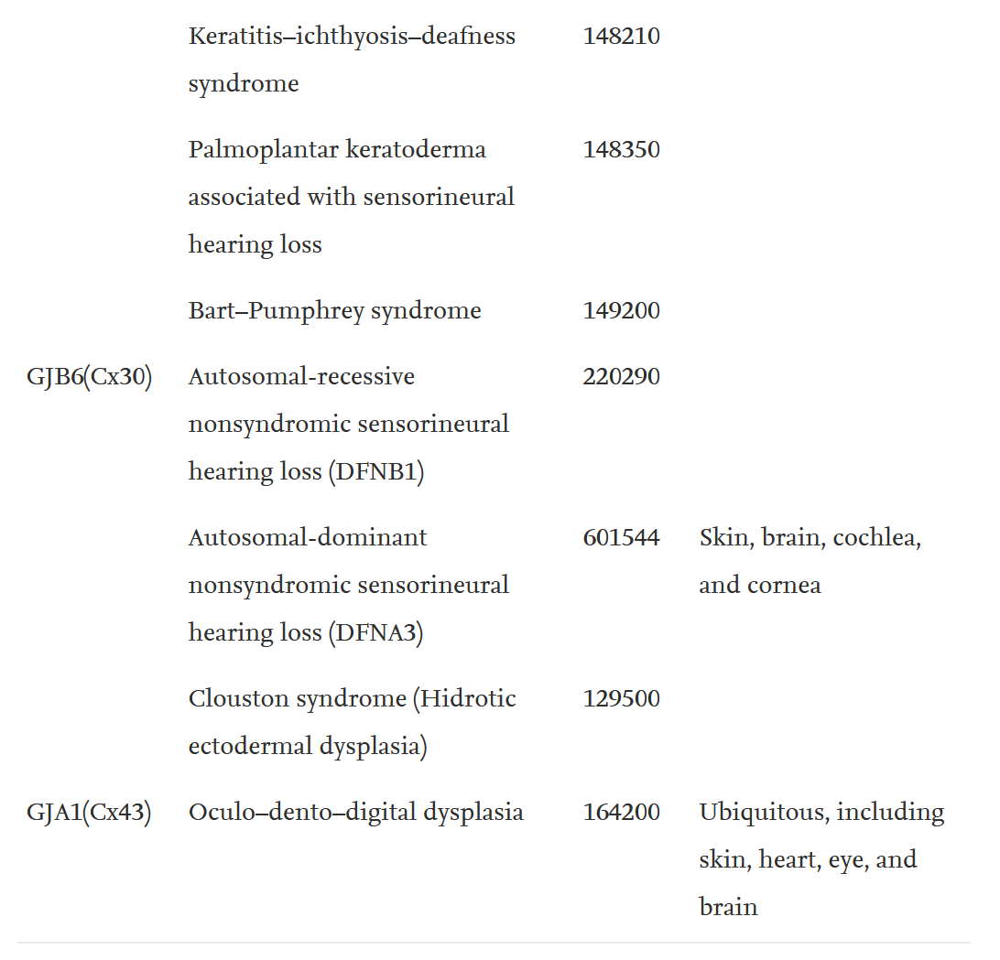 Keratitis–ichthyosis–deafness 148210
syndrome
Palmoplantar keratoderma 148350
associated with sensorineural
hearing loss
Bart–Pumphrey syndrome 149200
GJB6(Cx30) Autosomal-recessive 220290
nonsyndromic sensorineural
hearing loss (DFNB1)
Autosomal-dominant 601544 Skin, brain, cochlea,
nonsyndromic sensorineural and cornea
hearing loss (DFNA3)
Clouston syndrome (Hidrotic 129500
ectodermal dysplasia)
GJA1(Cx43) Oculo–dento–digital dysplasia 164200 Ubiquitous, including
skin, heart, eye, and
brain